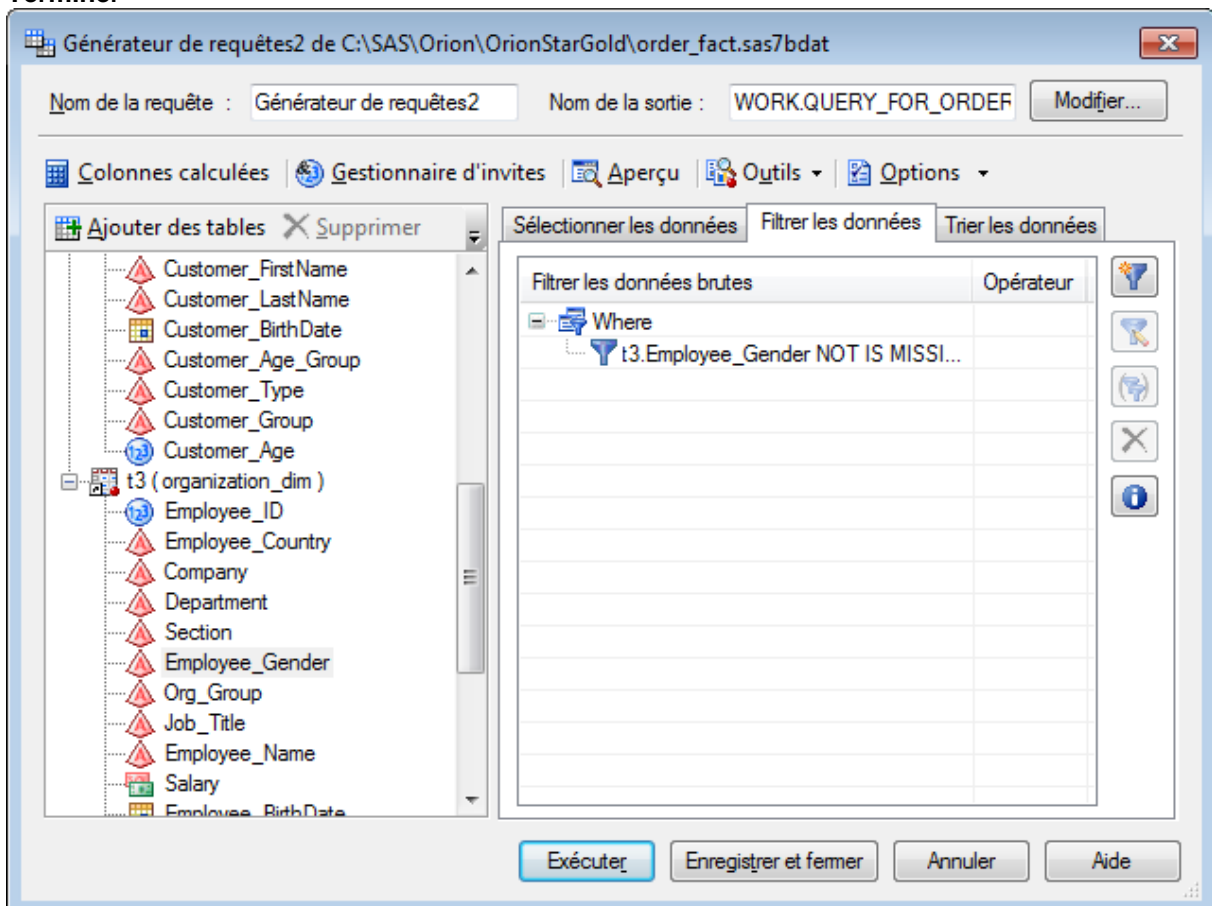 Générateur de requêtes2 de C:\SAS\Orion\OrionStarGold\order_fact.sas7bdat
Nom de la requête : Générateur de requêtes2 Nom de la sortie : WORK.QUERY_FOR_ORDER Modifier...
Colonnes calculées Gestionnaire d'invites Aperçu Outils Options
Ajouter des tables Supprimer
Sélectionner les données Filtrer les données Trier les données
Customer_FirstName
Customer_LastName
Customer_BirthDate
Customer_Age_Group
Customer_Type
Customer_Group
Customer_Age
t3 ( organization_dim )
Employee_ID
Employee_Country
Company
Department
Section
Employee_Gender
Org_Group
Job_Title
Employee_Name
Salary
Employee_BirthDate
Filtrer les données brutes Opérateur
Where
t3.Employee_Gender NOT IS MISSI...
Exécuter Enregistrer et fermer Annuler Aide